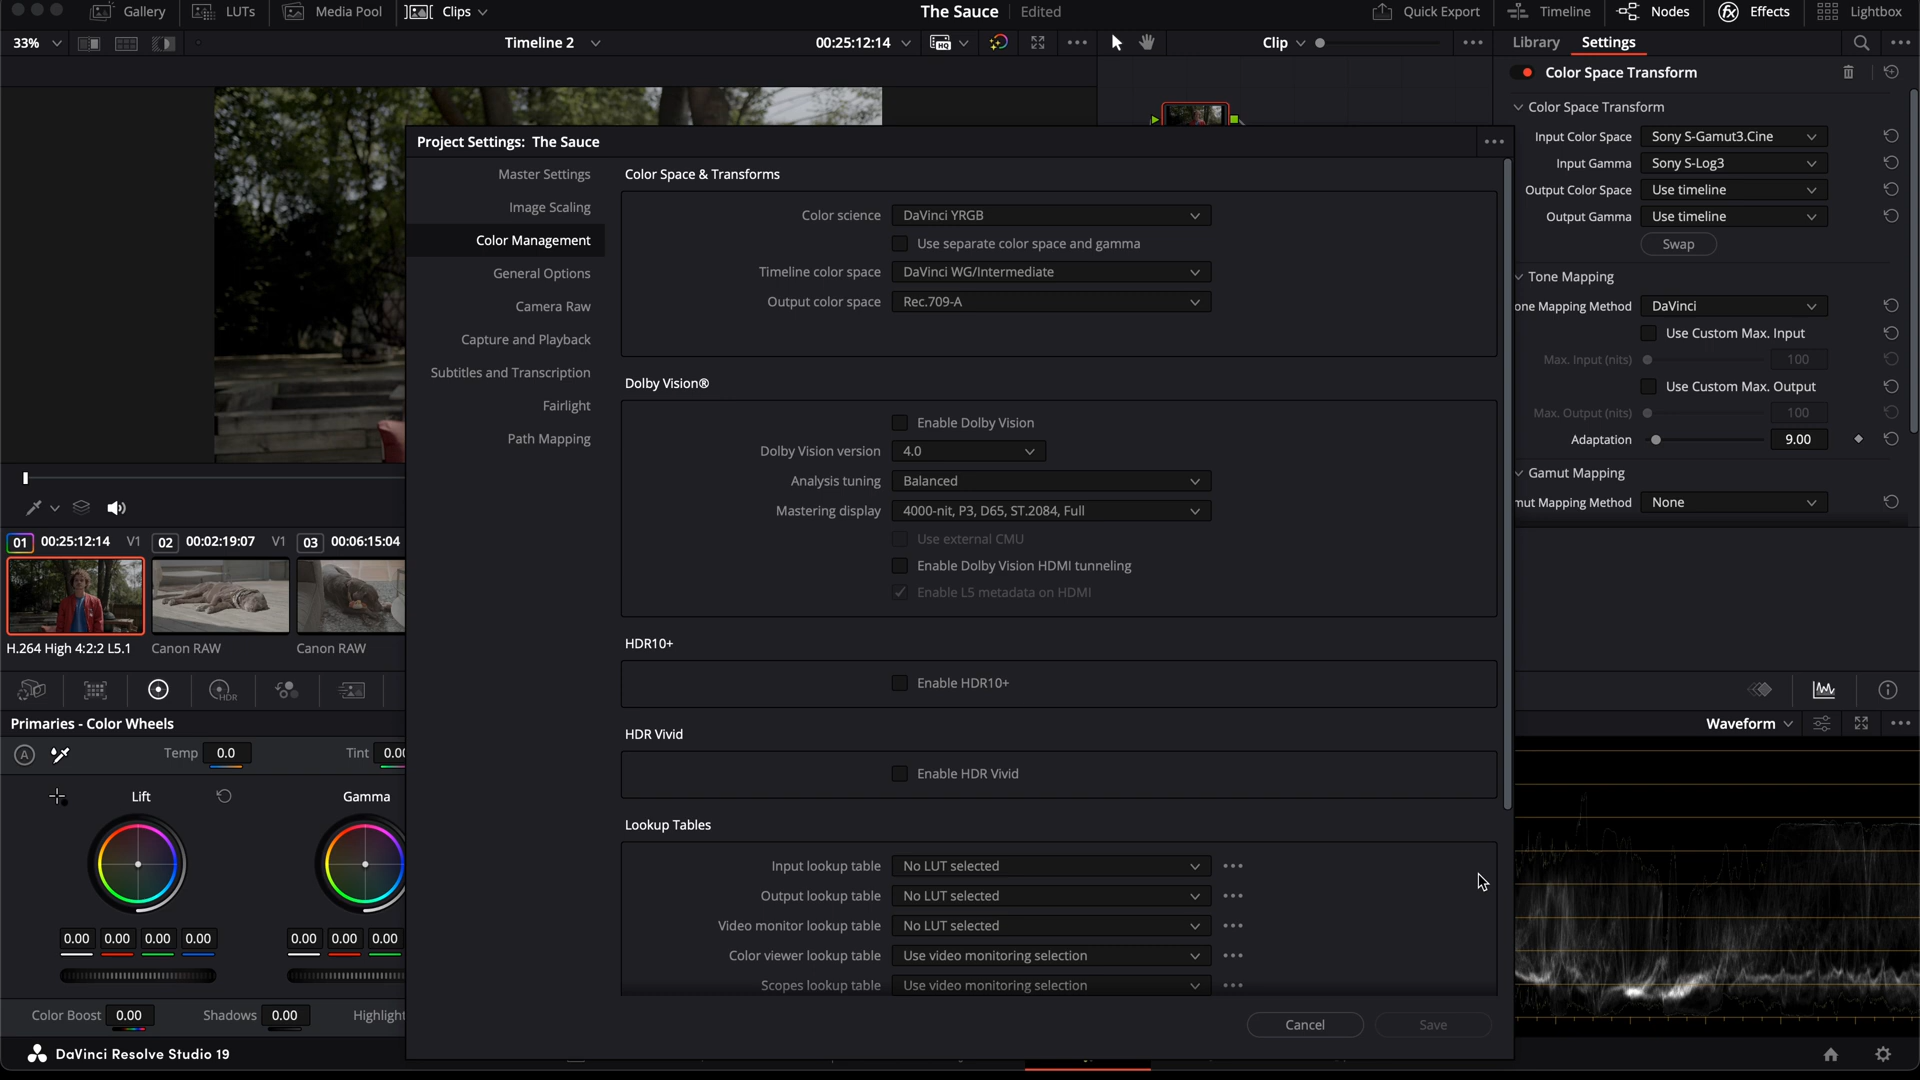 Gallery
LUTs
Media Pool
Clips
The Sauce
Edited
Quick Export
Timeline
Nodes
Effects
Lightbox
33%
Timeline 2
00:25:12:14
HQ
Clip
Library
Settings
Color Space Transform
Color Space Transform
Input Color Space Sony S-Gamut3.Cine
Input Gamma Sony S-Log3
Output Color Space Use timeline
Output Gamma Use timeline
Swap
Tone Mapping
one Mapping Method DaVinci
Use Custom Max. Input
Max. Input (nits) 100
Use Custom Max. Output
Max. Output (nits) 100
Adaptation 9.00
Gamut Mapping
mut Mapping Method None
Project Settings: The Sauce
Master Settings
Image Scaling
Color Management
General Options
Camera Raw
Capture and Playback
Subtitles and Transcription
Fairlight
Path Mapping
Color Space & Transforms
Color science DaVinci YRGB
Use separate color space and gamma
Timeline color space DaVinci WG/Intermediate
Output color space Rec.709-A
Dolby Vision®
Enable Dolby Vision
Dolby Vision version 4.0
Analysis tuning Balanced
Mastering display 4000-nit, P3, D65, ST.2084, Full
Use external CMU
Enable Dolby Vision HDMI tunneling
Enable L5 metadata on HDMI
HDR10+
Enable HDR10+
HDR Vivid
Enable HDR Vivid
Lookup Tables
Input lookup table No LUT selected
Output lookup table No LUT selected
Video monitor lookup table No LUT selected
Color viewer lookup table Use video monitoring selection
Scopes lookup table Use video monitoring selection
Cancel
Save
01 00:25:12:14 V1
02 00:02:19:07 V1
03 00:06:15:04
H.264 High 4:2:2 L5.1
Canon RAW
Canon RAW
HDR
Primaries - Color Wheels
A
Temp 0.0
Tint 0.00
Lift
Gamma
0.00 0.00 0.00 0.00
0.00 0.00 0.00
Color Boost 0.00
Shadows 0.00
Highlight
Waveform
DaVinci Resolve Studio 19